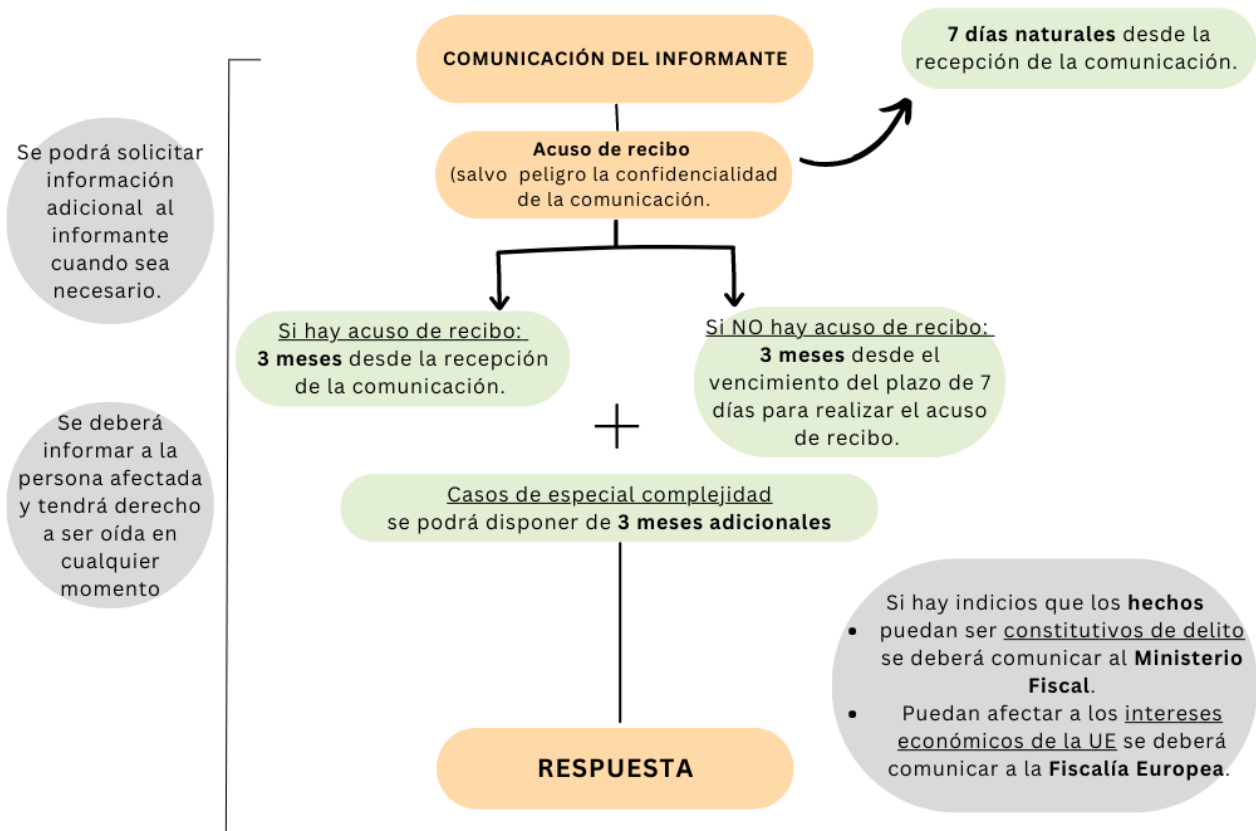 COMUNICACIÓN DEL INFORMANTE
7 días naturales desde la
recepción de la comunicación.
Acuso de recibo
(salvo peligro la confidencialidad
de la comunicación.
Se podrá solicitar
información
adicional al
informante
cuando sea
necesario.
Si hay acuso de recibo:
3 meses desde la recepción
de la comunicación.
Si NO hay acuso de recibo:
3 meses desde el
vencimiento del plazo de 7
días para realizar el acuso
de recibo.
+
Se deberá
informar a la
persona afectada
y tendrá derecho
a ser oída en
cualquier
momento
Casos de especial complejidad
se podrá disponer de 3 meses adicionales
Si hay indicios que los hechos
• puedan ser constitutivos de delito
se deberá comunicar al Ministerio
Fiscal.
• Puedan afectar a los intereses
económicos de la UE se deberá
comunicar a la Fiscalía Europea.
RESPUESTA